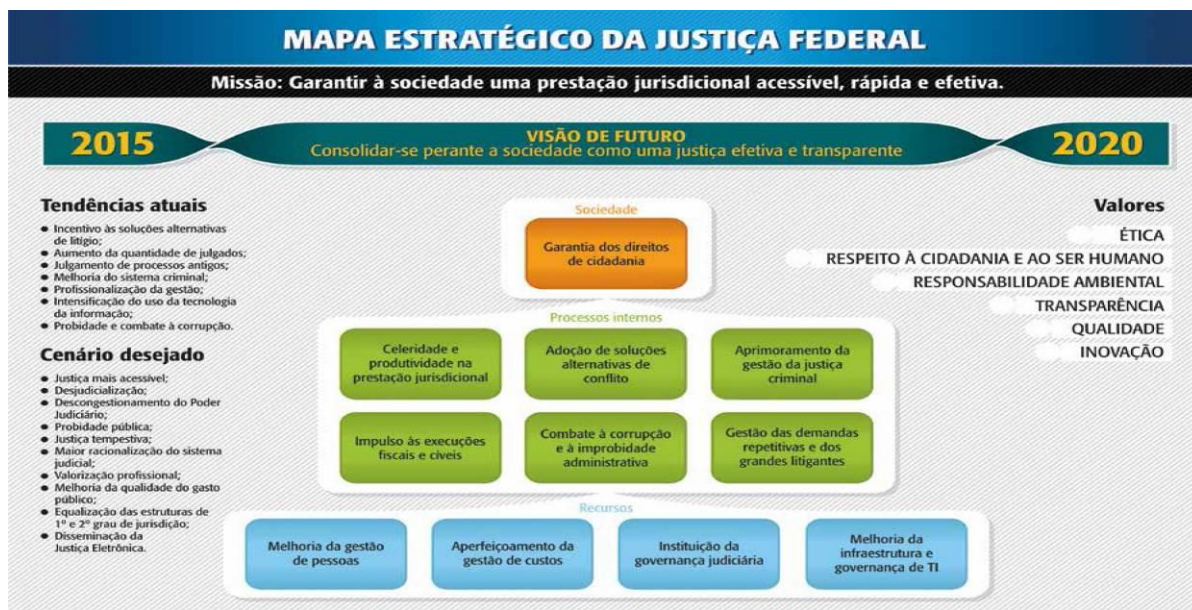 MAPA ESTRATÉGICO DA JUSTIÇA FEDERAL
Missão: Garantir à sociedade uma prestação jurisdicional acessível, rápida e efetiva.
2015
VISÃO DE FUTURO
Consolidar-se perante a sociedade como uma justiça efetiva e transparente
2020
Tendências atuais
• Incentivo às soluções alternativas
de litígio;
• Aumento da quantidade de julgados;
• Julgamento de processos antigos;
• Melhoria do sistema criminal;
• Profissionalização da gestão;
• Intensificação do uso da tecnologia
da informação;
• Probidade e combate à corrupção.
Cenário desejado
• Justiça mais acessível;
• Desjudicialização;
• Descongestionamento do Poder
Judiciário;
• Probidade pública;
• Justiça tempestiva;
• Maior racionalização do sistema
judicial;
• Valorização profissional;
• Melhoria da qualidade do gasto
público;
• Equalização das estruturas de
1º e 2º grau de jurisdição;
• Disseminação da
Justiça Eletrônica.
Sociedade
Garantia dos direitos
de cidadania
Processos internos
Celeridade e
produtividade na
prestação jurisdicional
Adoção de soluções
alternativas de
conflito
Aprimoramento da
gestão da justiça
criminal
Impulso às execuções
fiscais e cíveis
Combate à corrupção
e à improbidade
administrativa
Gestão das demandas
repetitivas e dos
grandes litigantes
Recursos
Melhoria da gestão
de pessoas
Aperfeiçoamento da
gestão de custos
Instituição da
governança judiciária
Melhoria da
infraestrutura e
governança de TI
Valores
ÉTICA
RESPEITO À CIDADANIA E AO SER HUMANO
RESPONSABILIDADE AMBIENTAL
TRANSPARÊNCIA
QUALIDADE
INOVAÇÃO